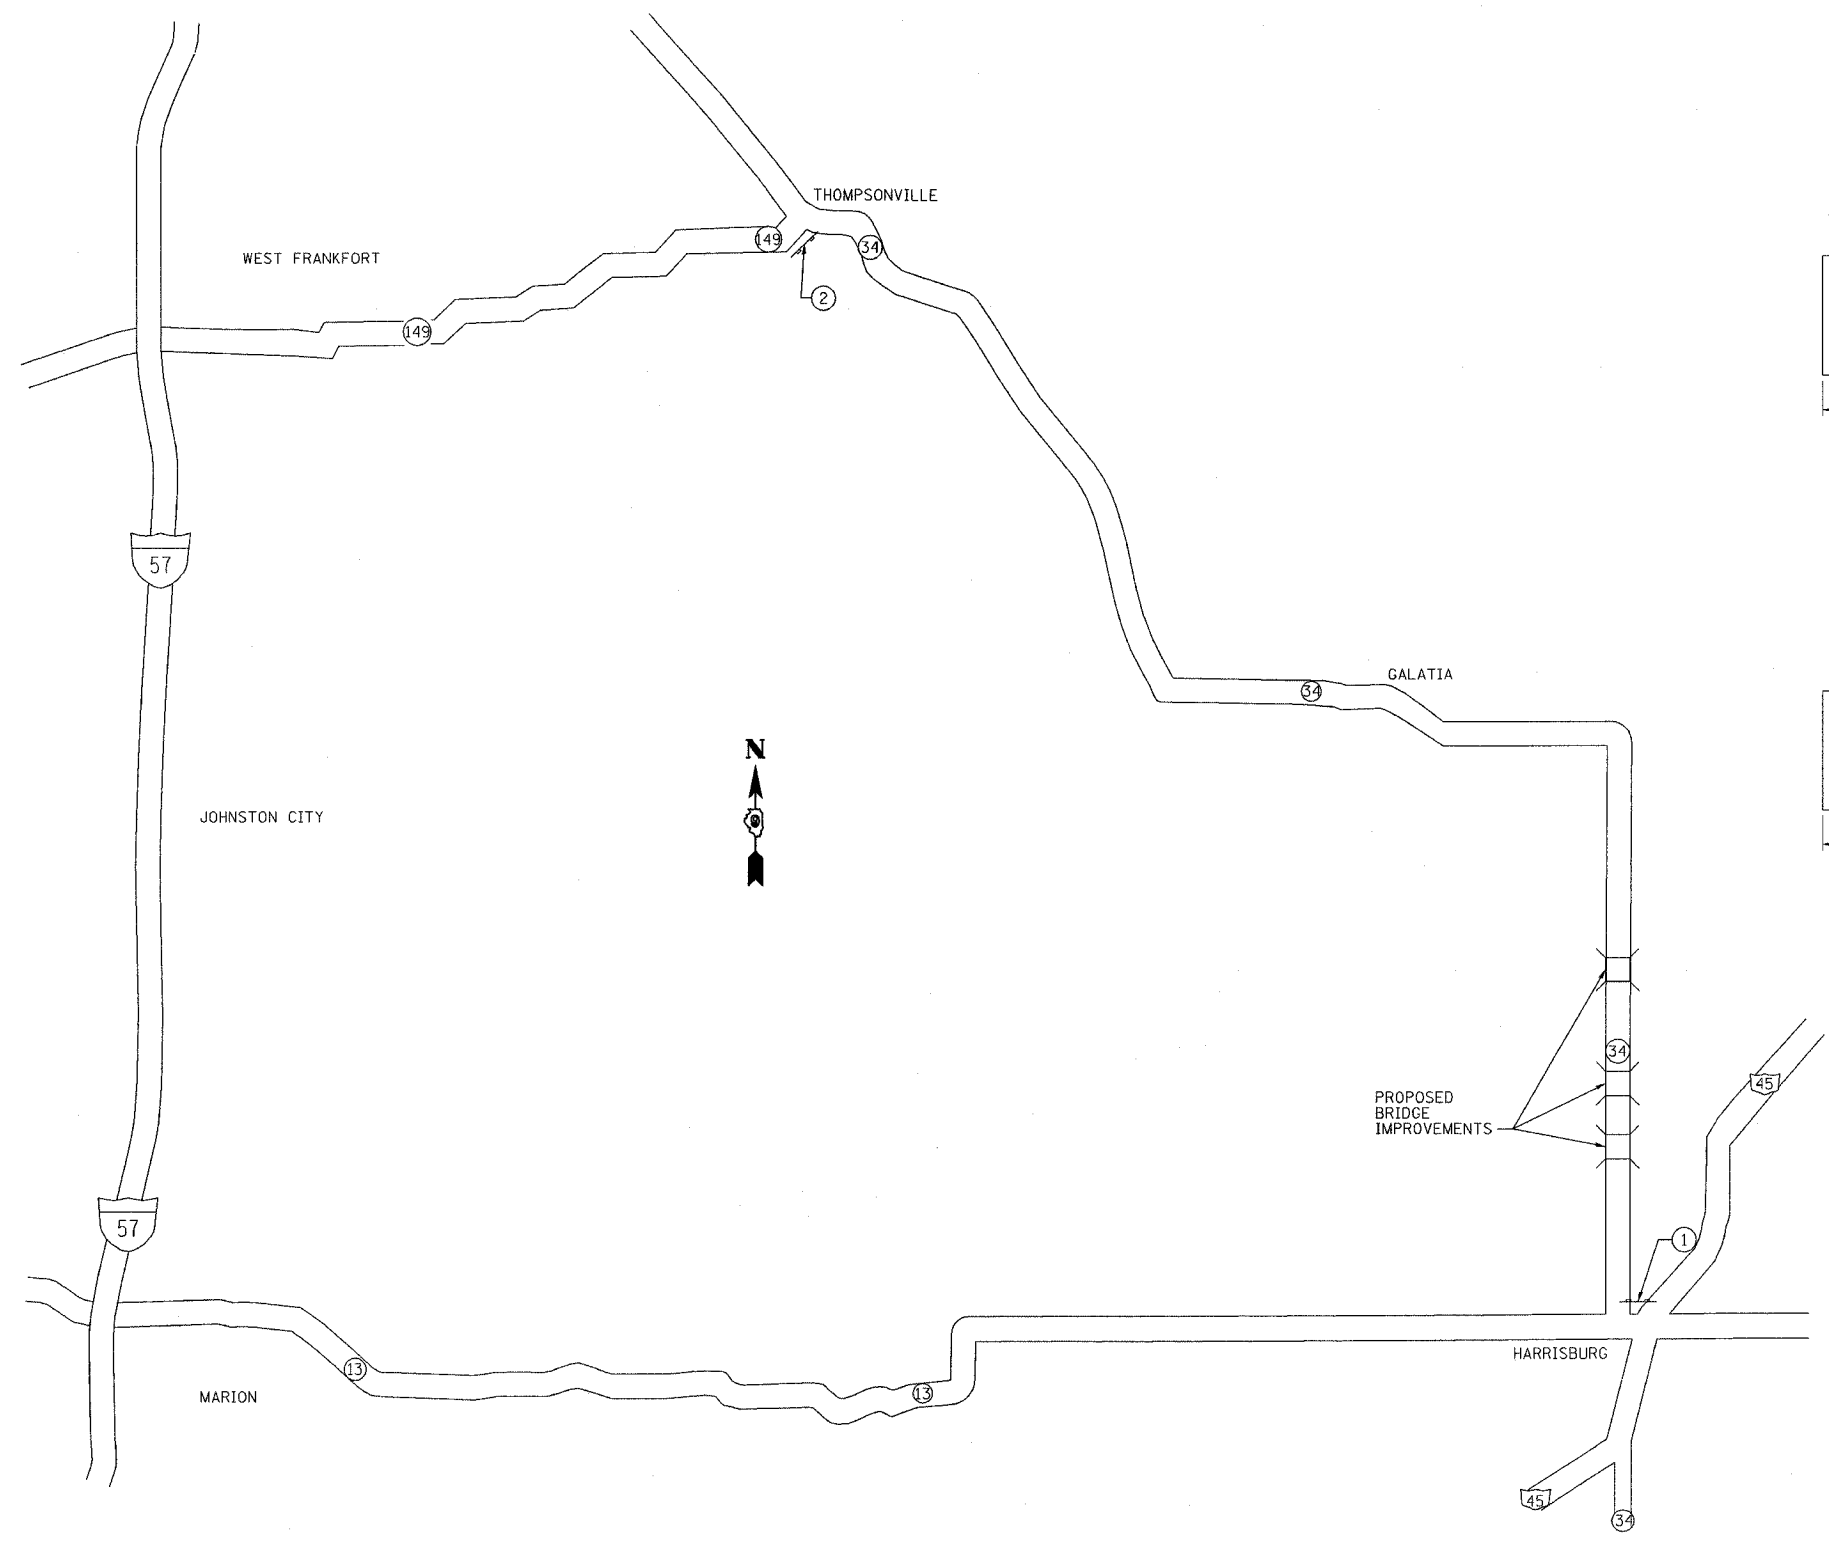 THOMPSONVILLE
149
34
WEST FRANKFORT
2
149
57
GALATIA
34
N
JOHNSTON CITY
34
45
PROPOSED
BRIDGE
IMPROVEMENTS
57
1
HARRISBURG
13
13
MARION
45
34